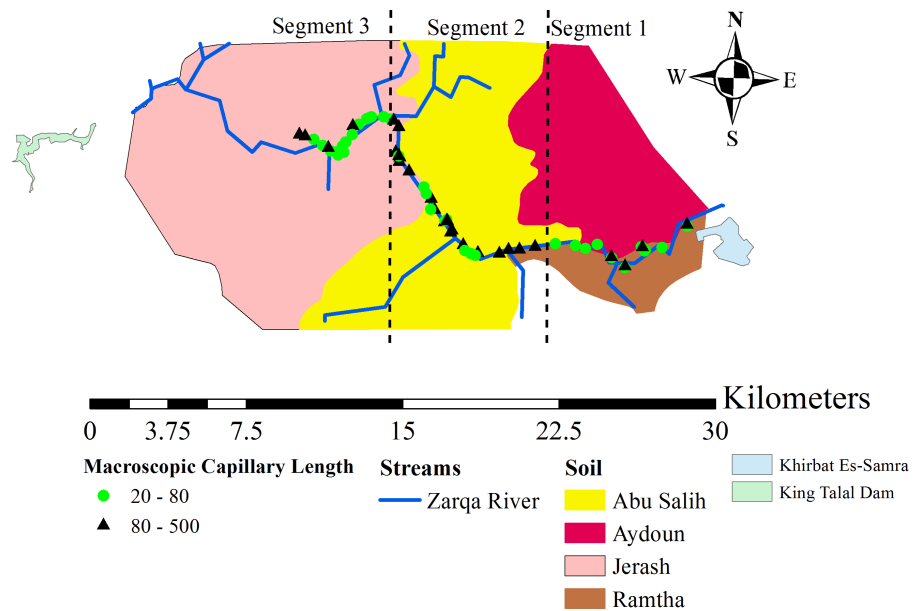 Segment 3
Segment 2
Segment 1
N
W
E
S
Kilometers
0
3.75
7.5
15
22.5
30
Macroscopic Capillary Length
20 - 80
80 - 500
Streams
Zarqa River
Soil
Abu Salih
Aydoun
Jerash
Ramtha
Khirbat Es-Samra
King Talal Dam